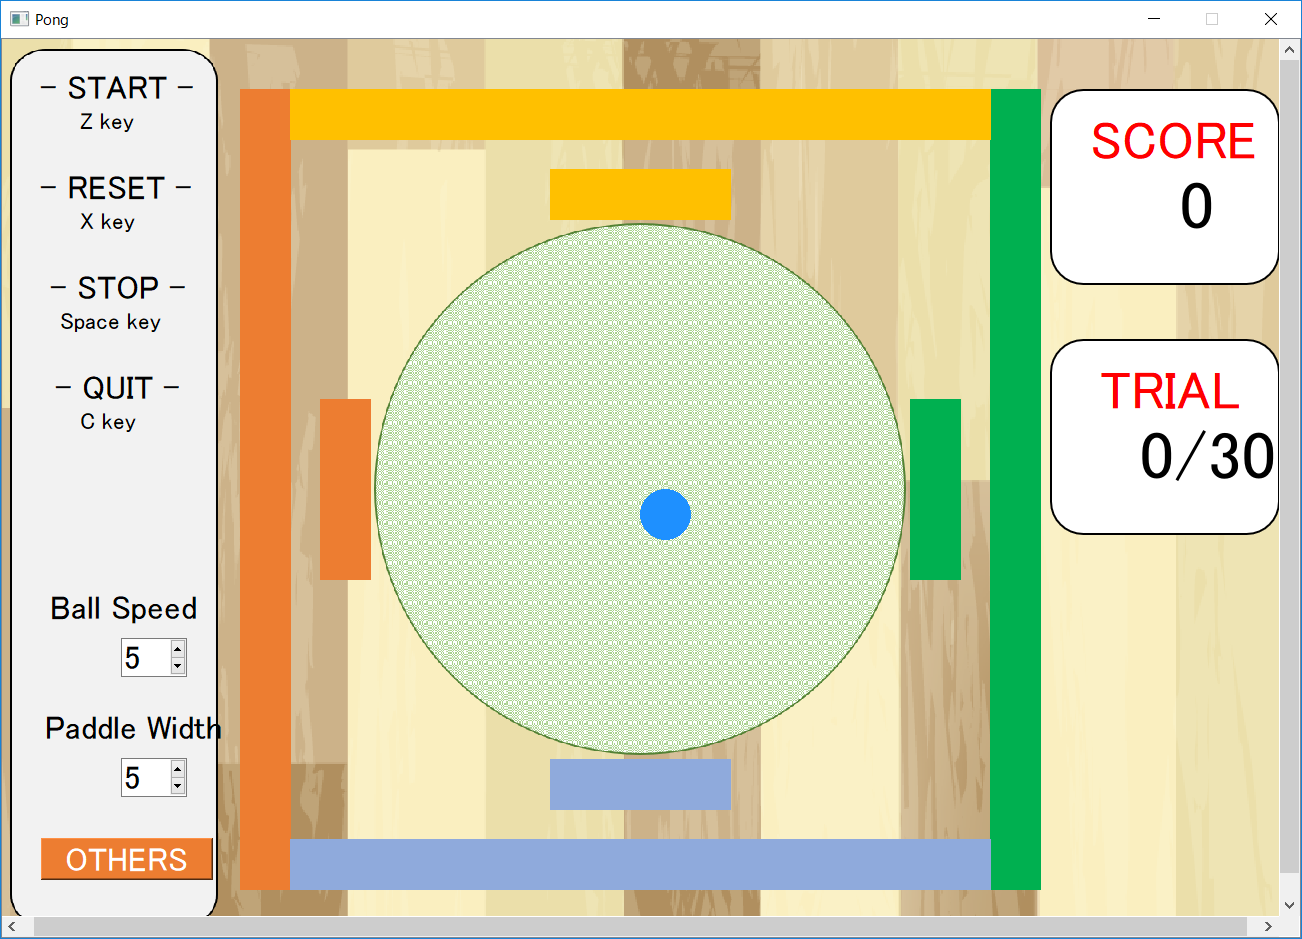 Pong
- START -
Z key
- RESET -
X key
- STOP -
Space key
- QUIT -
C key
Ball Speed
5
Paddle Width
5
OTHERS
SCORE
0
TRIAL
0/30